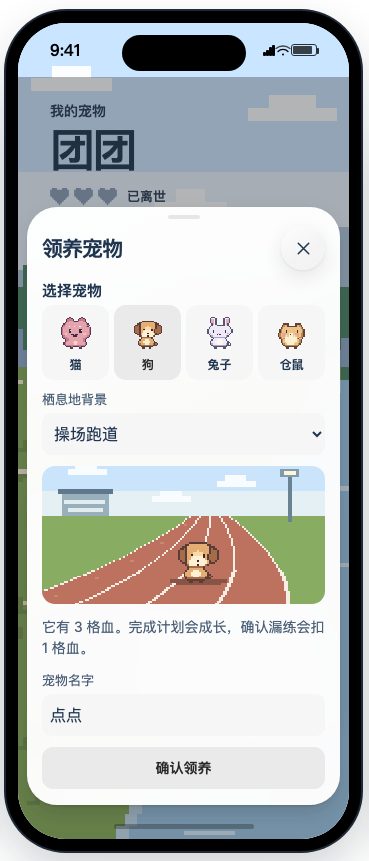 9:41
我的宠物
团团
已离世
领养宠物
选择宠物
猫
狗
兔子
仓鼠
栖息地背景
操场跑道
它有 3 格血。完成计划会成长，确认漏练会扣
1 格血。
宠物名字
点点
确认领养